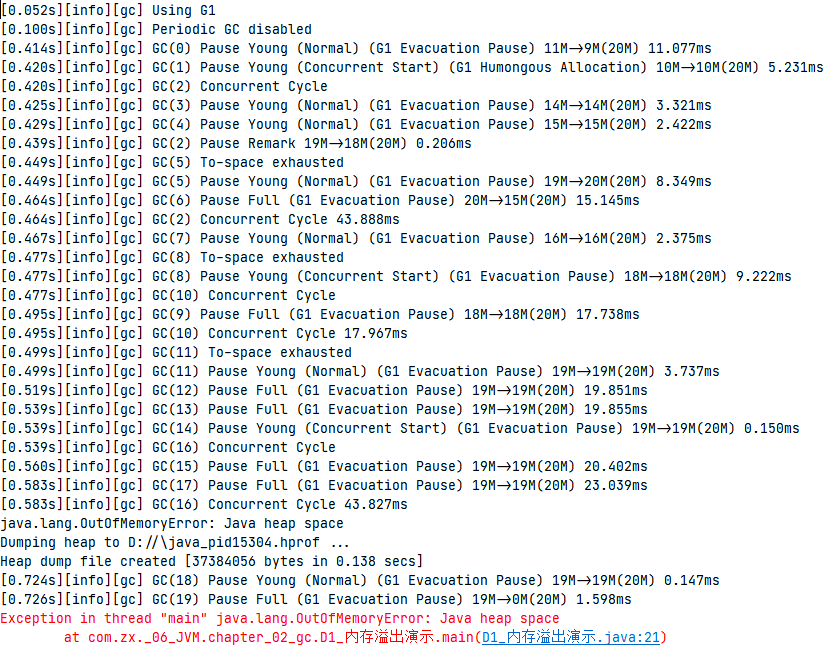 [0.052s][info][gc] Using G1
[0.100s][info][gc] Periodic GC disabled
[0.414s][info][gc] GC(0) Pause Young (Normal) (G1 Evacuation Pause) 11M→9M(20M) 11.077ms
[0.420s][info][gc] GC(1) Pause Young (Concurrent Start) (G1 Humongous Allocation) 10M→10M(20M) 5.231ms
[0.420s][info][gc] GC(2) Concurrent Cycle
[0.425s][info][gc] GC(3) Pause Young (Normal) (G1 Evacuation Pause) 14M→14M(20M) 3.321ms
[0.429s][info][gc] GC(4) Pause Young (Normal) (G1 Evacuation Pause) 15M→15M(20M) 2.422ms
[0.439s][info][gc] GC(2) Pause Remark 19M→18M(20M) 0.206ms
[0.449s][info][gc] GC(5) To-space exhausted
[0.449s][info][gc] GC(5) Pause Young (Normal) (G1 Evacuation Pause) 19M→20M(20M) 8.349ms
[0.464s][info][gc] GC(6) Pause Full (G1 Evacuation Pause) 20M→15M(20M) 15.145ms
[0.464s][info][gc] GC(2) Concurrent Cycle 43.888ms
[0.467s][info][gc] GC(7) Pause Young (Normal) (G1 Evacuation Pause) 16M→16M(20M) 2.375ms
[0.477s][info][gc] GC(8) To-space exhausted
[0.477s][info][gc] GC(8) Pause Young (Concurrent Start) (G1 Evacuation Pause) 18M→18M(20M) 9.222ms
[0.477s][info][gc] GC(10) Concurrent Cycle
[0.495s][info][gc] GC(9) Pause Full (G1 Evacuation Pause) 18M→18M(20M) 17.738ms
[0.495s][info][gc] GC(10) Concurrent Cycle 17.967ms
[0.499s][info][gc] GC(11) To-space exhausted
[0.499s][info][gc] GC(11) Pause Young (Normal) (G1 Evacuation Pause) 19M→19M(20M) 3.737ms
[0.519s][info][gc] GC(12) Pause Full (G1 Evacuation Pause) 19M→19M(20M) 19.851ms
[0.539s][info][gc] GC(13) Pause Full (G1 Evacuation Pause) 19M→19M(20M) 19.855ms
[0.539s][info][gc] GC(14) Pause Young (Concurrent Start) (G1 Evacuation Pause) 19M→19M(20M) 0.150ms
[0.539s][info][gc] GC(16) Concurrent Cycle
[0.560s][info][gc] GC(15) Pause Full (G1 Evacuation Pause) 19M→19M(20M) 20.402ms
[0.583s][info][gc] GC(17) Pause Full (G1 Evacuation Pause) 19M→19M(20M) 23.039ms
[0.583s][info][gc] GC(16) Concurrent Cycle 43.827ms
java.lang.OutOfMemoryError: Java heap space
Dumping heap to D://\java_pid15304.hprof ...
Heap dump file created [37384056 bytes in 0.138 secs]
[0.724s][info][gc] GC(18) Pause Young (Normal) (G1 Evacuation Pause) 19M→19M(20M) 0.147ms
[0.726s][info][gc] GC(19) Pause Full (G1 Evacuation Pause) 19M→0M(20M) 1.598ms
Exception in thread "main" java.lang.OutOfMemoryError: Java heap space
at com.zx._06_JVM.chapter_02_gc.D1_内存溢出演示.main(D1_内存溢出演示.java:21)